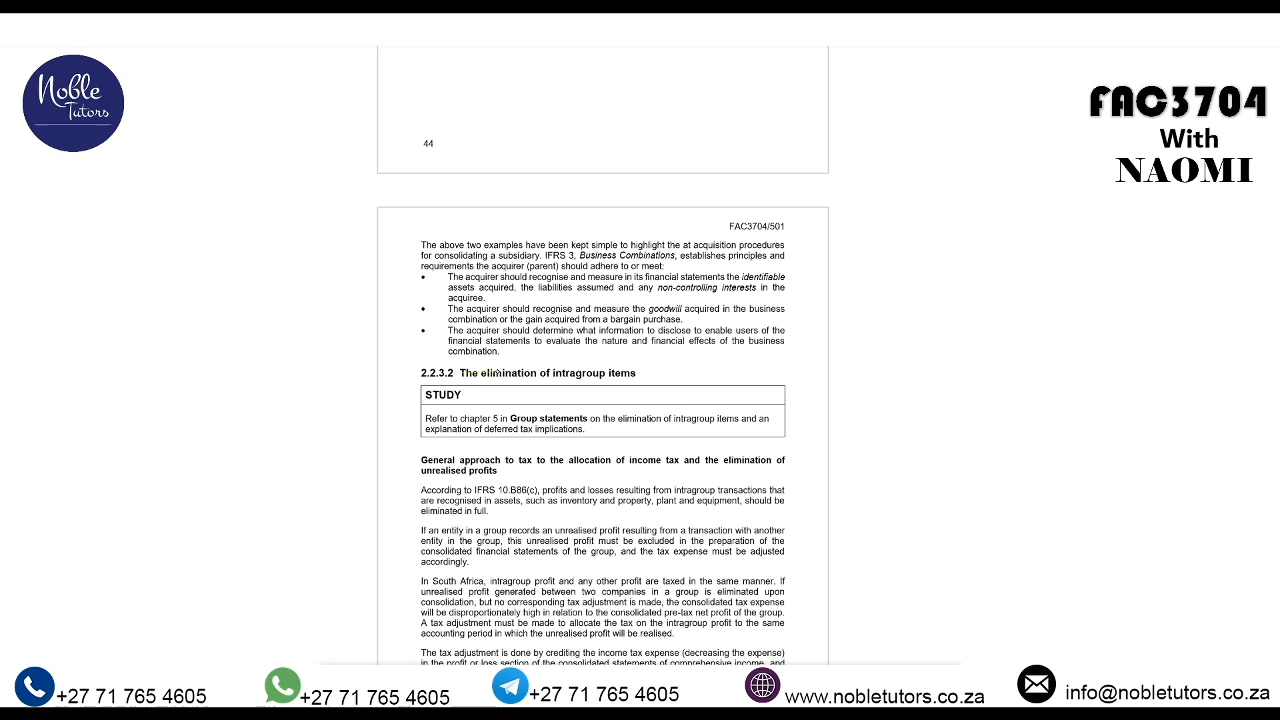 Noble
Tutors
FAC3704
With
NAOMI
44
FAC3704/501
The above two examples have been kept simple to highlight the at acquisition procedures
for consolidating a subsidiary. IFRS 3, Business Combinations, establishes principles and
requirements the acquirer (parent) should adhere to or meet:
• The acquirer should recognise and measure in its financial statements the identifiable
assets acquired, the liabilities assumed and any non-controlling interests in the
acquiree.
• The acquirer should recognise and measure the goodwill acquired in the business
combination or the gain acquired from a bargain purchase.
• The acquirer should determine what information to disclose to enable users of the
financial statements to evaluate the nature and financial effects of the business
combination.
2.2.3.2 The elimination of intragroup items
STUDY
Refer to chapter 5 in Group statements on the elimination of intragroup items and an
explanation of deferred tax implications.
General approach to tax to the allocation of income tax and the elimination of
unrealised profits
According to IFRS 10.B86(c), profits and losses resulting from intragroup transactions that
are recognised in assets, such as inventory and property, plant and equipment, should be
eliminated in full.
If an entity in a group records an unrealised profit resulting from a transaction with another
entity in the group, this unrealised profit must be excluded in the preparation of the
consolidated financial statements of the group, and the tax expense must be adjusted
accordingly.
In South Africa, intragroup profit and any other profit are taxed in the same manner. If
unrealised profit generated between two companies in a group is eliminated upon
consolidation, but no corresponding tax adjustment is made, the consolidated tax expense
will be disproportionately high in relation to the consolidated pre-tax net profit of the group.
A tax adjustment must be made to allocate the tax on the intragroup profit to the same
accounting period in which the unrealised profit will be realised.
The tax adjustment is done by crediting the income tax expense (decreasing the expense)
in the profit or loss section of the consolidated statements of comprehensive income, and
+27 71 765 4605
+27 71 765 4605
+27 71 765 4605
www.nobletutors.co.za
info@nobletutors.co.za